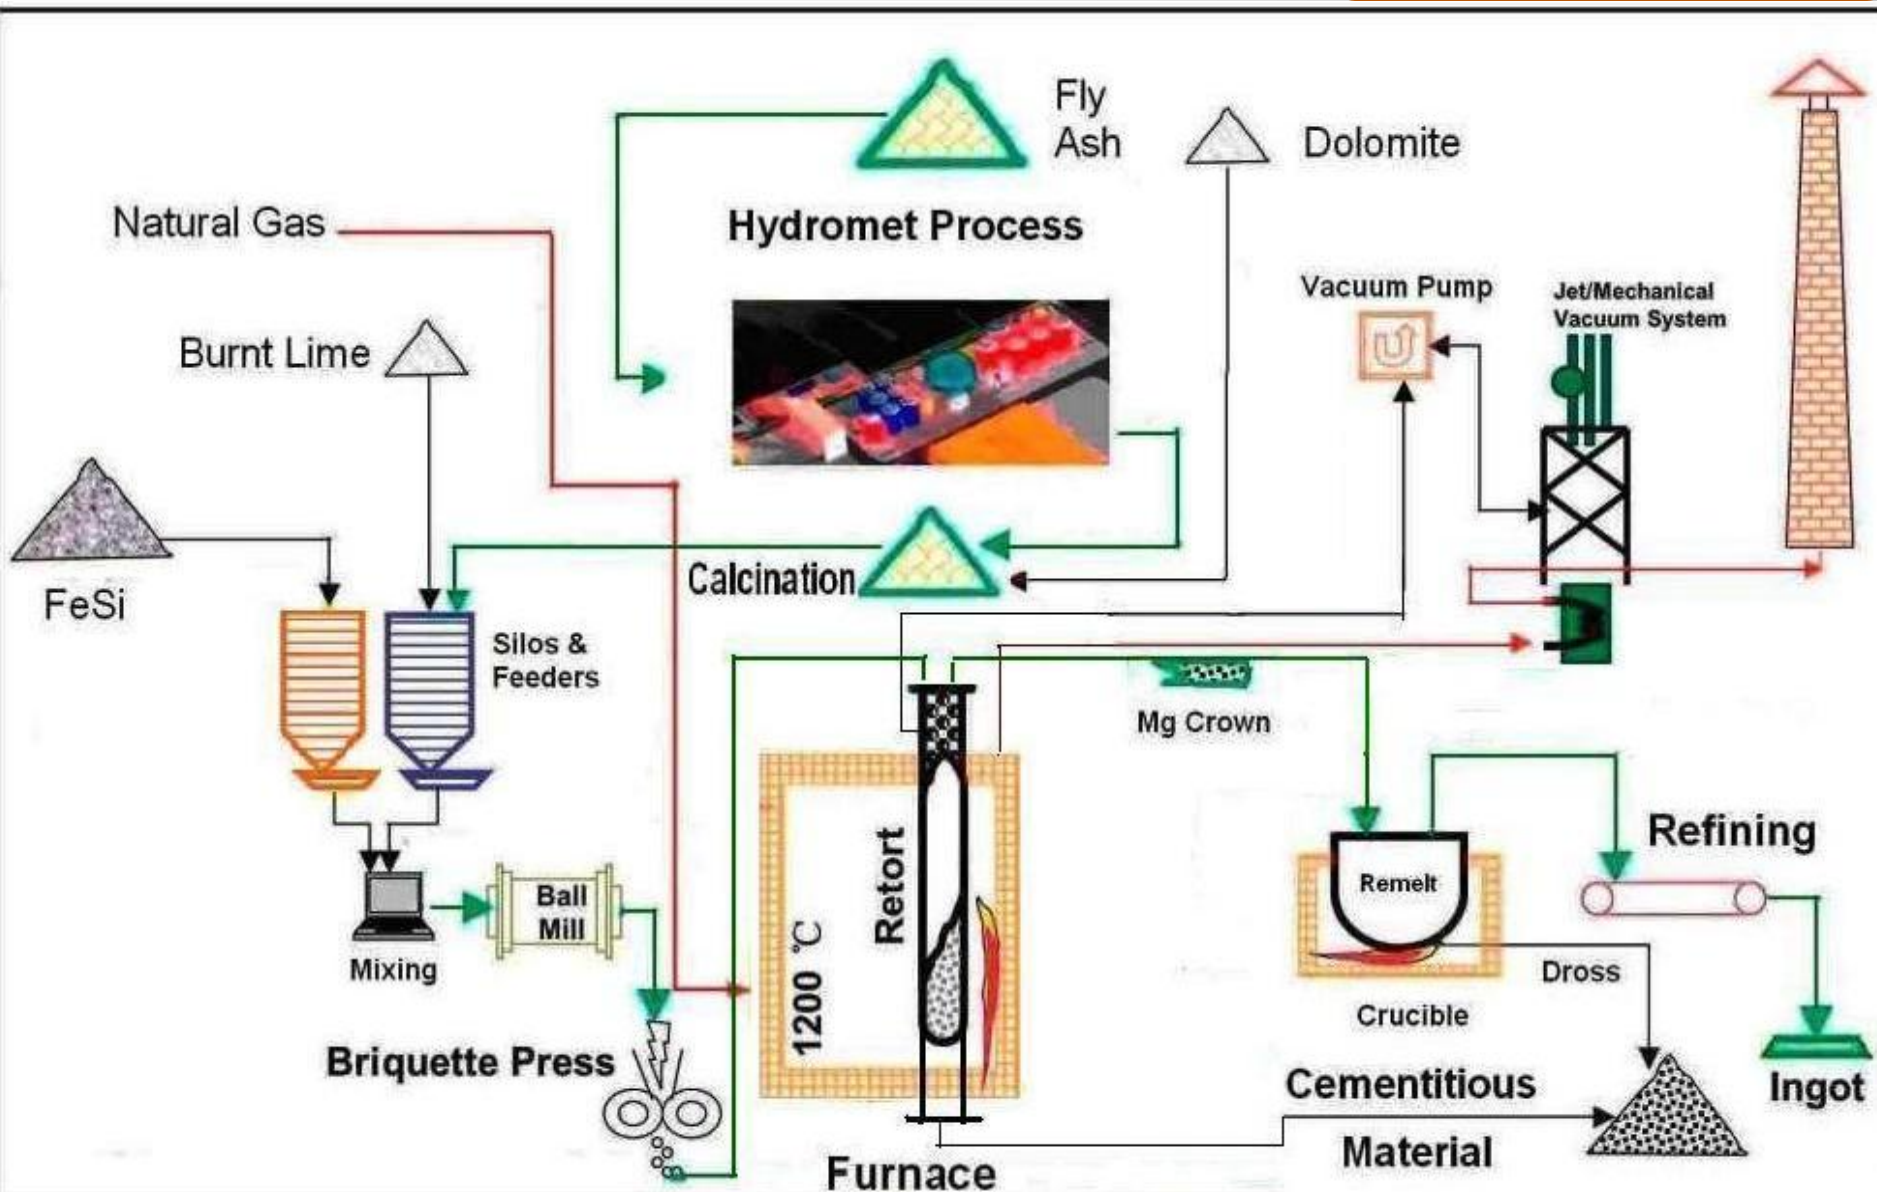 Fly
Ash
Dolomite
Natural Gas
Hydromet Process
Vacuum Pump
Jet/Mechanical
Vacuum System
Burnt Lime
FeSi
Calcination
Silos &
Feeders
Mg Crown
Retort
1200 °C
Refining
Remelt
Ball
Mill
Mixing
Dross
Crucible
Briquette Press
Cementitious
Material
Ingot
Furnace